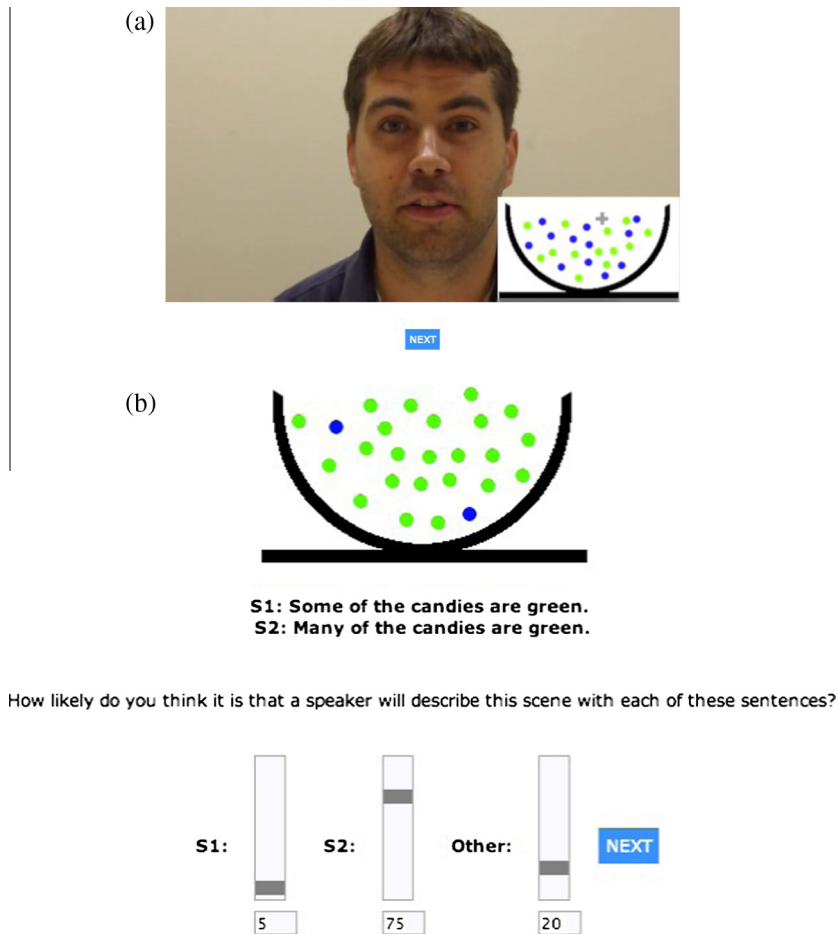 (a)
NEXT
(b)
S1: Some of the candies are green.
S2: Many of the candies are green.
How likely do you think it is that a speaker will describe this scene with each of these sentences?
S1: S2: Other: NEXT
5 75 20